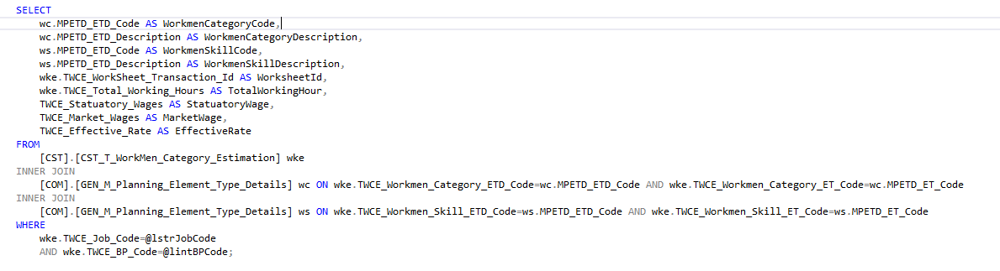 SELECT
wc.MPETD_ETD_Code AS WorkmenCategoryCode,
wc.MPETD_ETD_Description AS WorkmenCategoryDescription,
ws.MPETD_ETD_Code AS WorkmenSkillCode,
ws.MPETD_ETD_Description AS WorkmenSkillDescription,
wke.TWCE_WorkSheet_Transaction_Id AS WorksheetId,
wke.TWCE_Total_Working_Hours AS TotalWorkingHour,
TWCE_Statuatory_Wages AS StatuatoryWage,
TWCE_Market_Wages AS MarketWage,
TWCE_Effective_Rate AS EffectiveRate
FROM
[CST].[CST_T_WorkMen_Category_Estimation] wke
INNER JOIN
[COM].[GEN_M_Planning_Element_Type_Details] wc ON wke.TWCE_Workmen_Category_ETD_Code=wc.MPETD_ETD_Code AND wke.TWCE_Workmen_Category_ET_Code=wc.MPETD_ET_Code
INNER JOIN
[COM].[GEN_M_Planning_Element_Type_Details] ws ON wke.TWCE_Workmen_Skill_ETD_Code=ws.MPETD_ETD_Code AND wke.TWCE_Workmen_Skill_ET_Code=ws.MPETD_ET_Code
WHERE
wke.TWCE_Job_Code=@lstrJobCode
AND wke.TWCE_BP_Code=@lintBPCode;